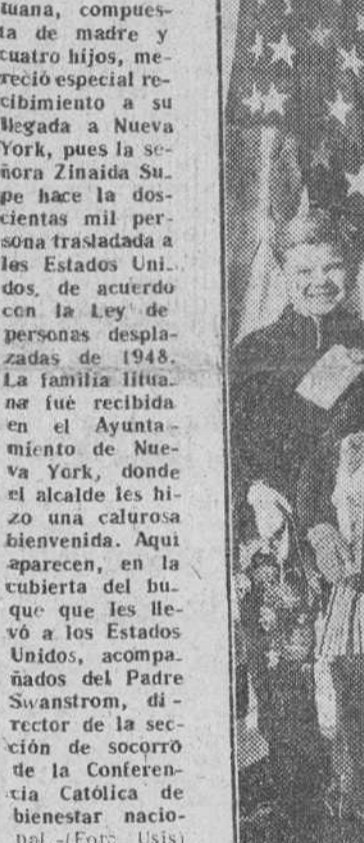 tuana, compues-
ta de madre y
cuatro hijos, me-
reció especial re-
cibimiento a su
llegada a Nueva
York, pues la se-
ñora Zinaida Su-
pe hace la dos-
cientas mil per-
sona trasladada a
los Estados Uni-
dos, de acuerdo
con la Ley de
personas despla-
zadas de 1948.
La familia litua-
na fué recibida
en el Ayunta-
miento de Nue-
va York, donde
el alcalde les hi-
zo una calurosa
bienvenida. Aquí
aparecen, en la
cubierta del bu-
que que les lle-
vó a los Estados
Unidos, acompa-
ñados del Padre
Swanstrom, di-
rector de la sec-
ción de socorro
de la Conferen-
cia Católica de
bienestar nacio-
nal -(Foto Usis)